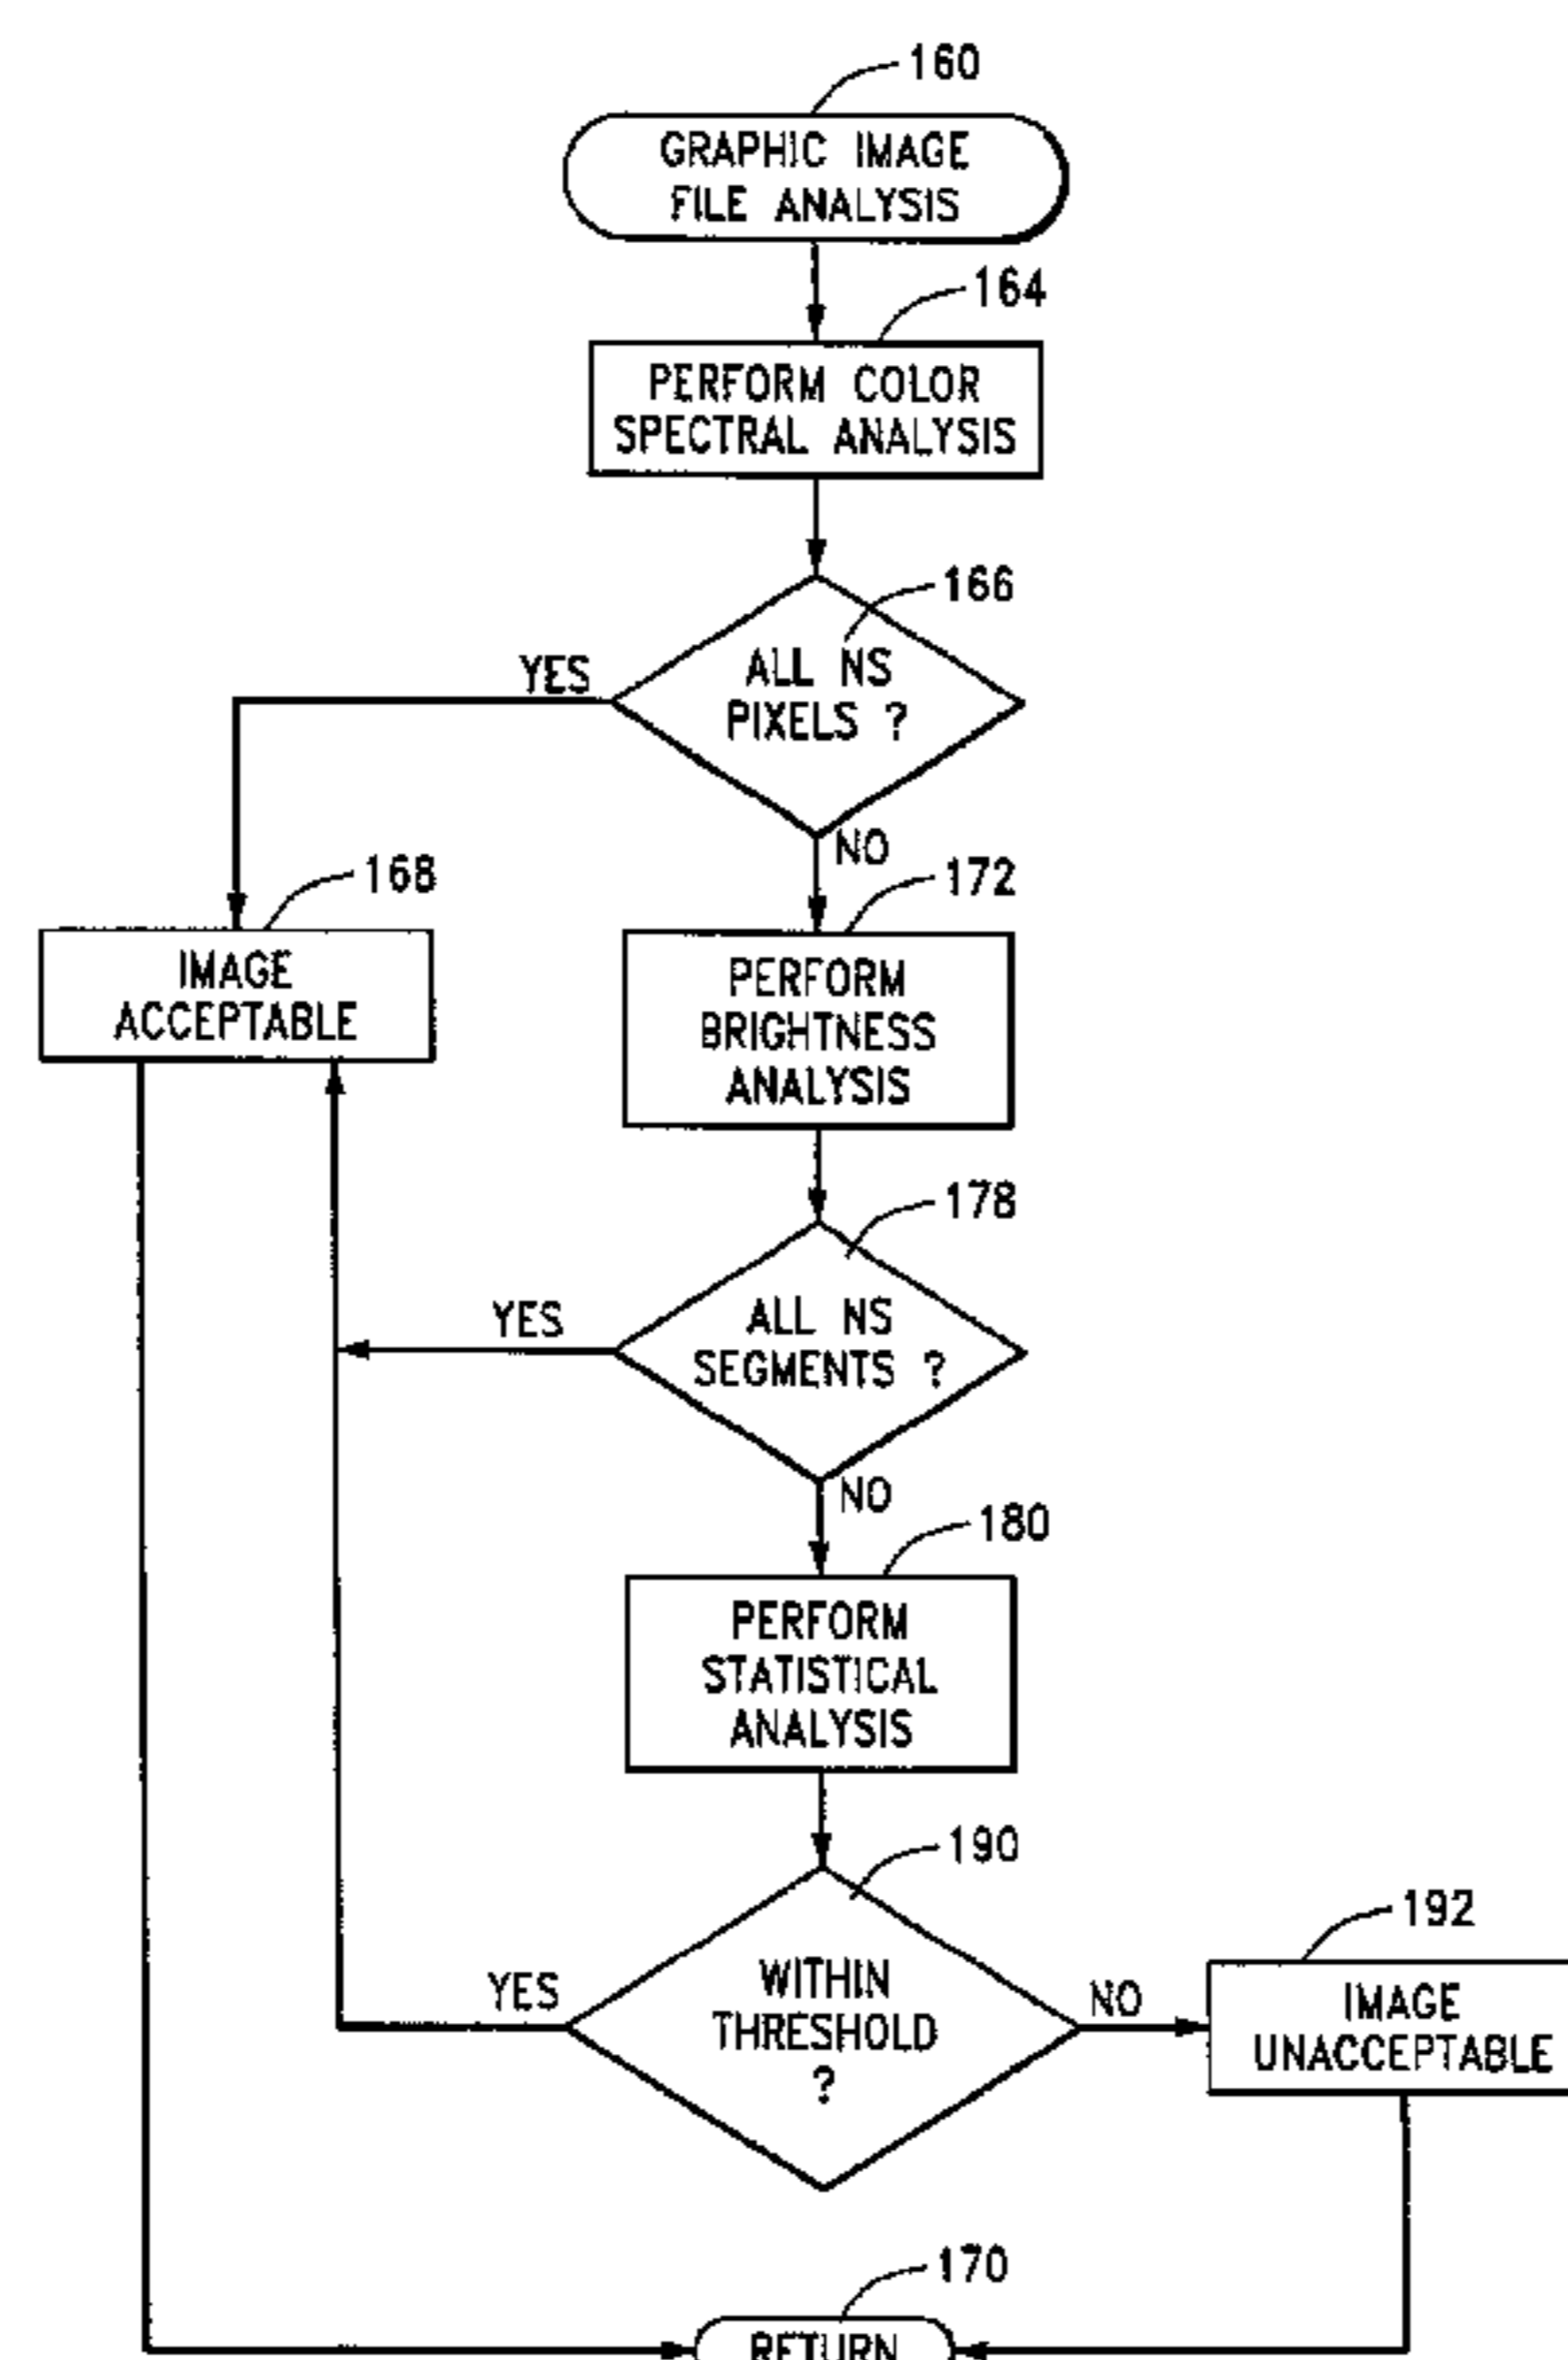 160
GRAPHIC IMAGE
FILE ANALYSIS
164
PERFORM COLOR
SPECTRAL ANALYSIS
166
ALL NS
PIXELS ?
YES
NO
168
IMAGE
ACCEPTABLE
172
PERFORM
BRIGHTNESS
ANALYSIS
178
ALL NS
SEGMENTS ?
YES
NO
180
PERFORM
STATISTICAL
ANALYSIS
190
WITHIN
THRESHOLD
?
YES
NO
192
IMAGE
UNACCEPTABLE
170
RETURN